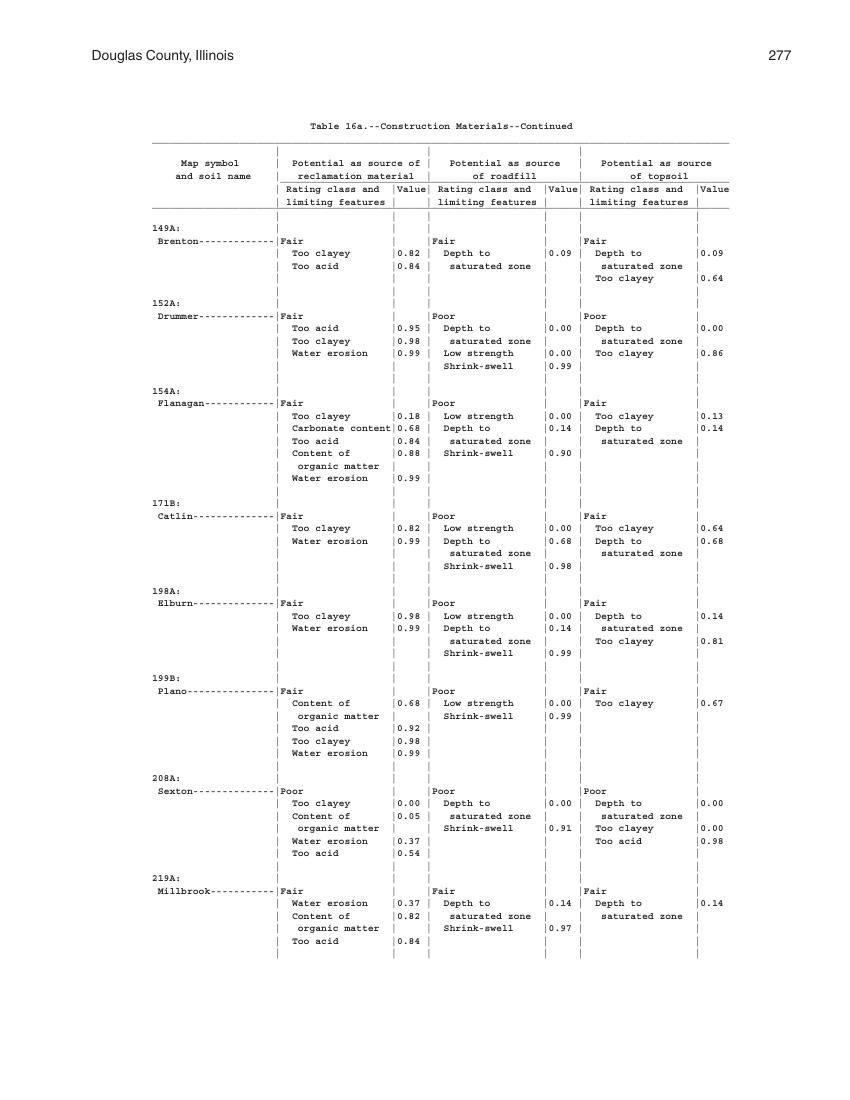 Douglas County, Illinois 277
Table 16a.--Construction Materials--Continued
Map symbol | Potential as source of | Potential as source | Potential as source
and soil name | reclamation material | of roadfill | of topsoil
| Rating class and |Value| Rating class and |Value| Rating class and |Value
| limiting features | | limiting features | | limiting features |
149A:
Brenton-------------|Fair | |Fair | |Fair |
| Too clayey |0.82 | Depth to |0.09 | Depth to |0.09
| Too acid |0.84 | saturated zone | | saturated zone |
| | | | | Too clayey |0.64
152A:
Drummer-------------|Fair | |Poor | |Poor |
| Too acid |0.95 | Depth to |0.00 | Depth to |0.00
| Too clayey |0.98 | saturated zone | | saturated zone |
| Water erosion |0.99 | Low strength |0.00 | Too clayey |0.86
| | | Shrink-swell |0.99 | |
154A:
Flanagan------------|Fair | |Poor | |Fair |
| Too clayey |0.18 | Low strength |0.00 | Too clayey |0.13
| Carbonate content|0.68 | Depth to |0.14 | Depth to |0.14
| Too acid |0.84 | saturated zone | | saturated zone |
| Content of |0.88 | Shrink-swell |0.90 | |
| organic matter | | | | |
| Water erosion |0.99 | | | |
171B:
Catlin--------------|Fair | |Poor | |Fair |
| Too clayey |0.82 | Low strength |0.00 | Too clayey |0.64
| Water erosion |0.99 | Depth to |0.68 | Depth to |0.68
| | | saturated zone | | saturated zone |
| | | Shrink-swell |0.98 | |
198A:
Elburn--------------|Fair | |Poor | |Fair |
| Too clayey |0.98 | Low strength |0.00 | Depth to |0.14
| Water erosion |0.99 | Depth to |0.14 | saturated zone |
| | | saturated zone | | Too clayey |0.81
| | | Shrink-swell |0.99 | |
199B:
Plano---------------|Fair | |Poor | |Fair |
| Content of |0.68 | Low strength |0.00 | Too clayey |0.67
| organic matter | | Shrink-swell |0.99 | |
| Too acid |0.92 | | | |
| Too clayey |0.98 | | | |
| Water erosion |0.99 | | | |
208A:
Sexton--------------|Poor | |Poor | |Poor |
| Too clayey |0.00 | Depth to |0.00 | Depth to |0.00
| Content of |0.05 | saturated zone | | saturated zone |
| organic matter | | Shrink-swell |0.91 | Too clayey |0.00
| Water erosion |0.37 | | | Too acid |0.98
| Too acid |0.54 | | | |
219A:
Millbrook-----------|Fair | |Fair | |Fair |
| Water erosion |0.37 | Depth to |0.14 | Depth to |0.14
| Content of |0.82 | saturated zone | | saturated zone |
| organic matter | | Shrink-swell |0.97 | |
| Too acid |0.84 | | | |